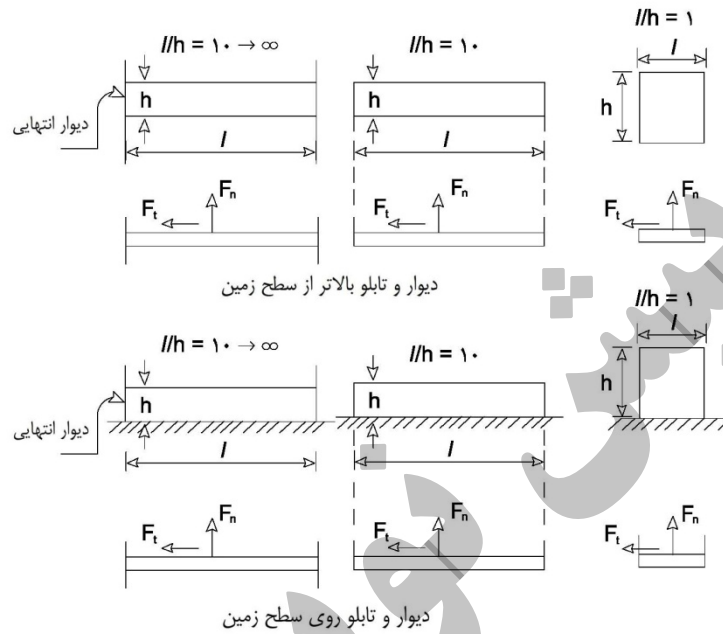 l/h = ۱۰ → ∞
l/h = ۱۰
l/h = ۱
l
h
h
h
دیوار انتهایی
l
l
Fn
Fn
Fn
Ft
Ft
Ft
دیوار و تابلو بالاتر از سطح زمین
l/h = ۱
l/h = ۱۰ → ∞
l/h = ۱۰
l
h
h
h
دیوار انتهایی
l
l
Fn
Fn
Fn
Ft
Ft
Ft
دیوار و تابلو روی سطح زمین